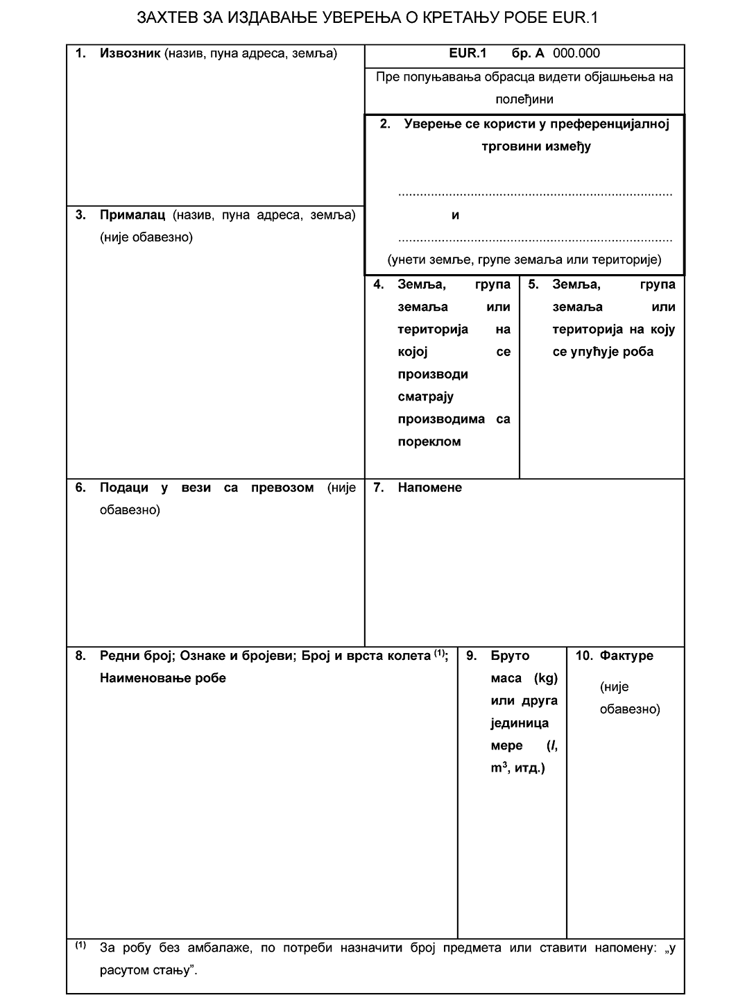 ЗАХТЕВ ЗА ИЗДАВАЊЕ УВЕРЕЊА О КРЕТАЊУ РОБЕ EUR.1
1. Извозник (назив, пуна адреса, земља)
EUR.1 бр. А 000.000
Пре попуњавања обрасца видети објашњења на
полеђини
2. Уверење се користи у преференцијалној
трговини између
............................................................................
и
............................................................................
(унети земље, групе земаља или територије)
3. Прималац (назив, пуна адреса, земља)
(није обавезно)
4. Земља, група
земаља или
територија на
којој се
производи
сматрају
производима са
пореклом
5. Земља, група
земаља или
територија на коју
се упућује роба
6. Подаци у вези са превозом (није
обавезно)
7. Напомене
8. Редни број; Ознаке и бројеви; Број и врста колета (1);
Наименовање робе
9. Бруто
маса (kg)
или друга
јединица
мере (l,
m³, итд.)
10. Фактуре
(није
обавезно)
(1) За робу без амбалаже, по потреби назначити број предмета или ставити напомену: „у
расутом стању”.